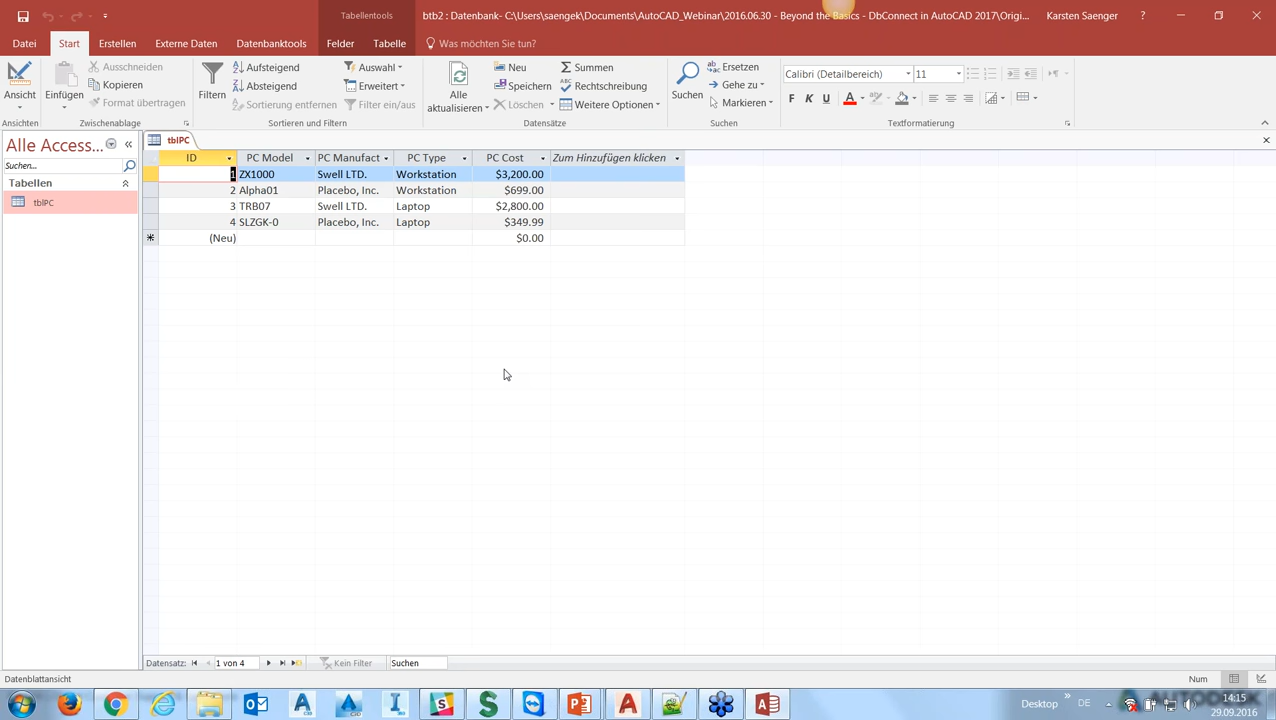 Tabellentools
btb2 : Datenbank- C:\Users\saengek\Documents\AutoCAD_Webinar\2016.06.30 - Beyond the Basics - DbConnect in AutoCAD 2017\Origi...
Karsten Saenger
?
Datei Start Erstellen Externe Daten Datenbanktools Felder Tabelle Was möchten Sie tun?
Ansicht
Ansichten
Einfügen
Ausschneiden
Kopieren
Format übertragen
Zwischenablage
Filtern
Aufsteigend
Absteigend
Sortierung entfernen
Auswahl
Erweitert
Filter ein/aus
Sortieren und Filtern
Alle
aktualisieren
Neu
Speichern
Löschen
Summen
Rechtschreibung
Weitere Optionen
Datensätze
Suchen
Ersetzen
Gehe zu
Markieren
Suchen
Calibri (Detailbereich) 11
F K U A
Textformatierung
Alle Access...
Suchen...
Tabellen
tblPC
tblPC
ID PC Model PC Manufact PC Type PC Cost Zum Hinzufügen klicken
1 ZX1000 Swell LTD. Workstation $3,200.00
2 Alpha01 Placebo, Inc. Workstation $699.00
3 TRB07 Swell LTD. Laptop $2,800.00
4 SLZGK-0 Placebo, Inc. Laptop $349.99
(Neu) $0.00
Datensatz: 1 von 4 Kein Filter Suchen
Datenblattansicht
Num
Desktop
DE
14:15
29.09.2016